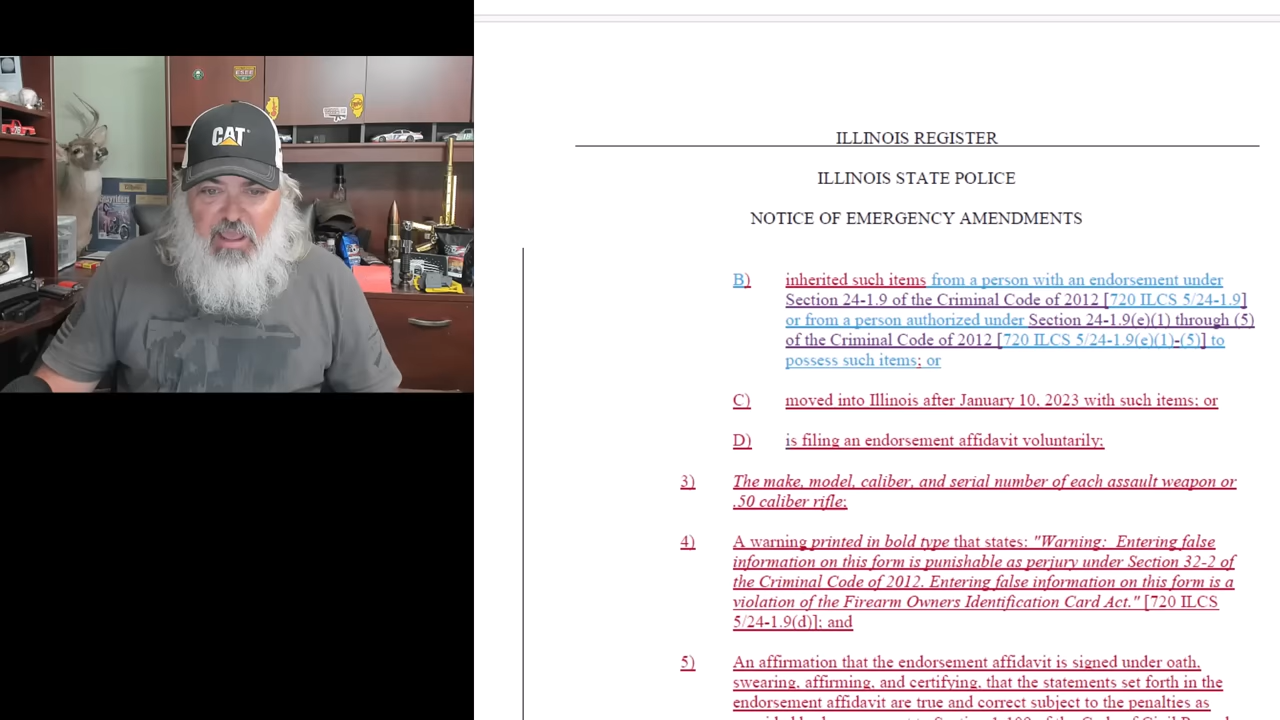 CAT
ILLINOIS REGISTER
ILLINOIS STATE POLICE
NOTICE OF EMERGENCY AMENDMENTS
B) inherited such items from a person with an endorsement under
Section 24-1.9 of the Criminal Code of 2012 [720 ILCS 5/24-1.9]
or from a person authorized under Section 24-1.9(e)(1) through (5)
of the Criminal Code of 2012 [720 ILCS 5/24-1.9(e)(1)-(5)] to
possess such items; or
C) moved into Illinois after January 10, 2023 with such items; or
D) is filing an endorsement affidavit voluntarily;
3) The make, model, caliber, and serial number of each assault weapon or
.50 caliber rifle;
4) A warning printed in bold type that states: "Warning: Entering false
information on this form is punishable as perjury under Section 32-2 of
the Criminal Code of 2012. Entering false information on this form is a
violation of the Firearm Owners Identification Card Act." [720 ILCS
5/24-1.9(d)]; and
5) An affirmation that the endorsement affidavit is signed under oath,
swearing, affirming, and certifying, that the statements set forth in the
endorsement affidavit are true and correct subject to the penalties as